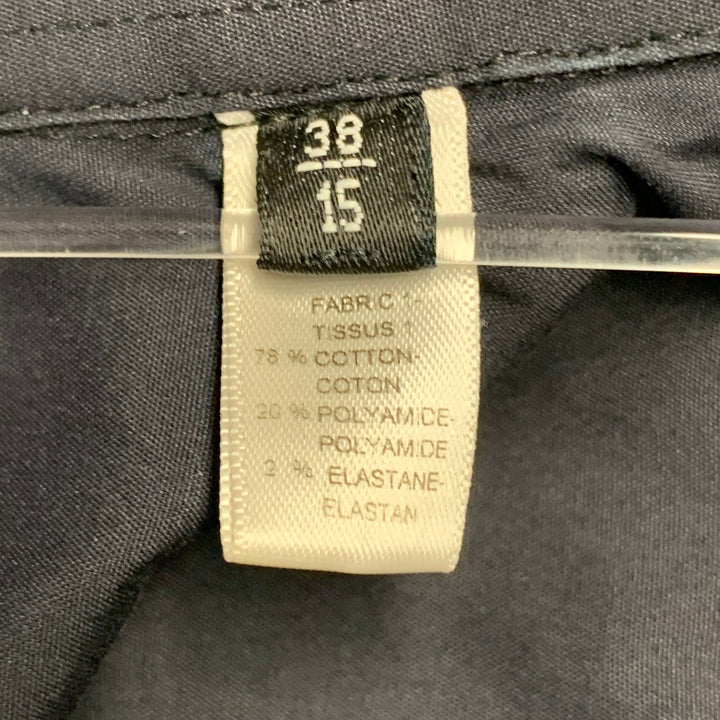 38
15
FABRIC 1-
TISSUS 1
78 % COTTON-
COTON
20 % POLYAMIDE-
POLYAMIDE
2 % ELASTANE-
ELASTAN